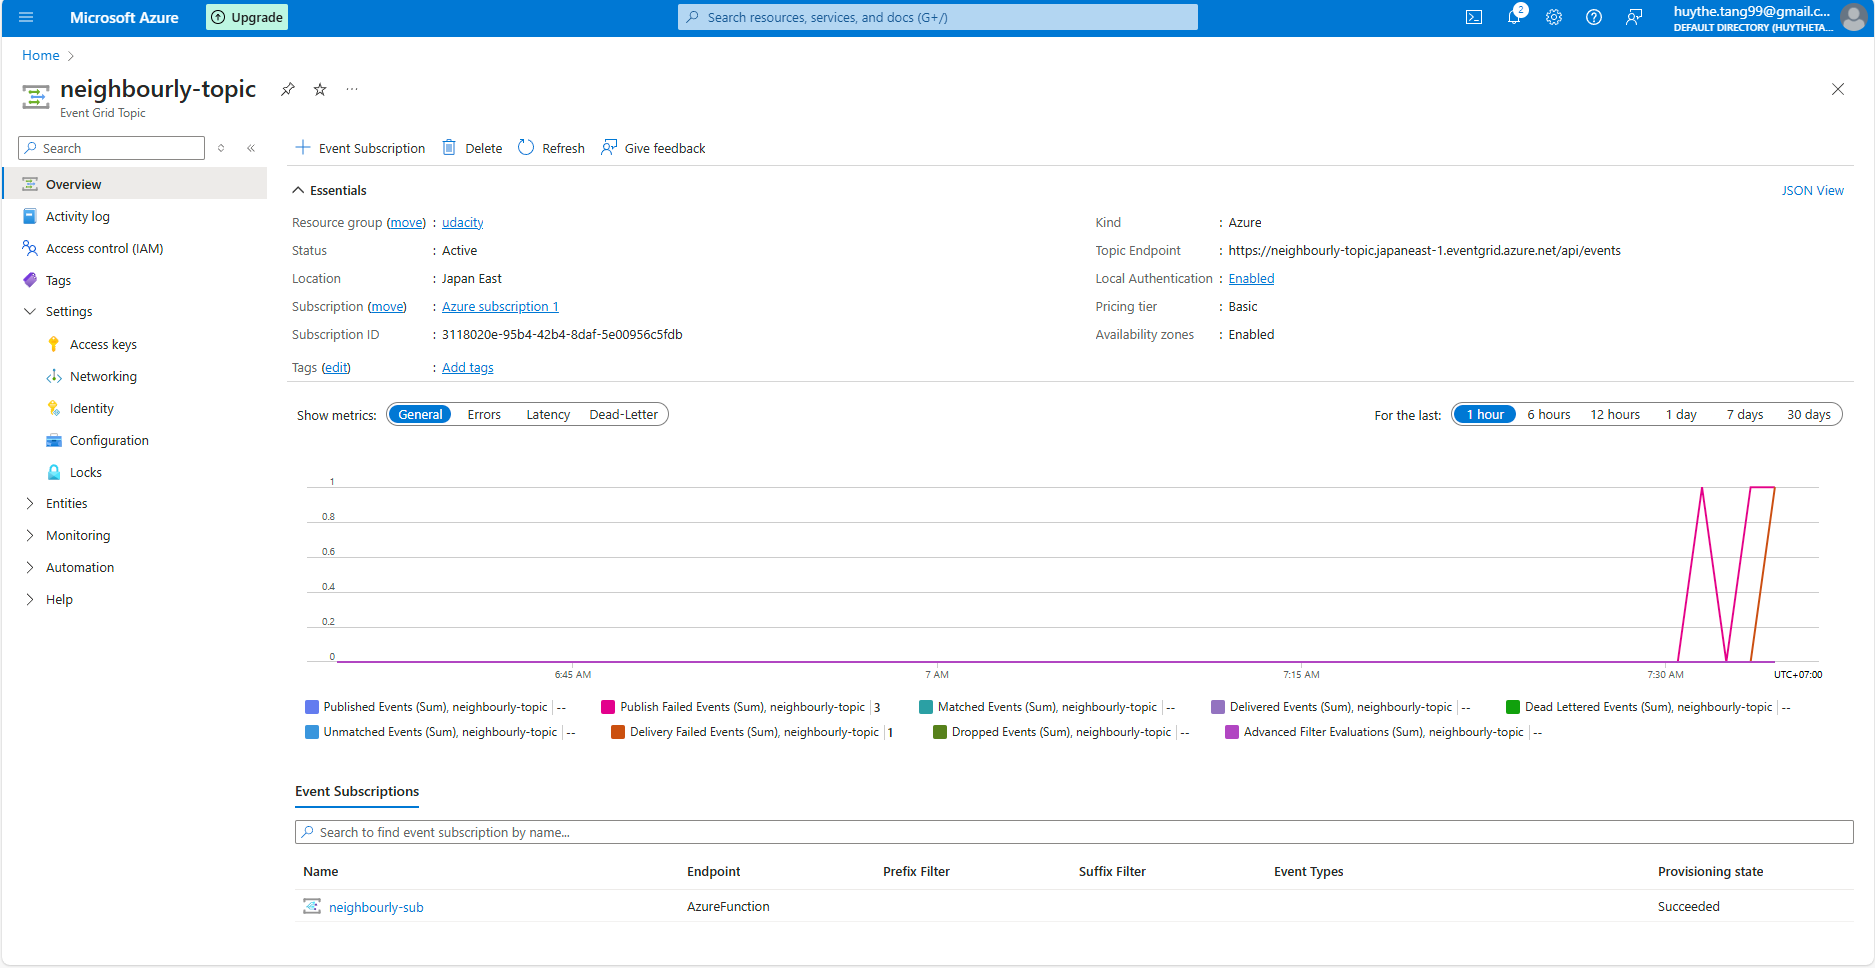 Microsoft Azure
Upgrade
Search resources, services, and docs (G+/)
2
huythe.tang99@gmail.c...
DEFAULT DIRECTORY (HUYTHETA...
Home
neighbourly-topic
Event Grid Topic
Search
Overview
Activity log
Access control (IAM)
Tags
Settings
Access keys
Networking
Identity
Configuration
Locks
Entities
Monitoring
Automation
Help
Event Subscription Delete Refresh Give feedback
Essentials
JSON View
Resource group (move) : udacity
Status : Active
Location : Japan East
Subscription (move) : Azure subscription 1
Subscription ID : 3118020e-95b4-42b4-8daf-5e00956c5fdb
Tags (edit) : Add tags
Kind : Azure
Topic Endpoint : https://neighbourly-topic.japaneast-1.eventgrid.azure.net/api/events
Local Authentication : Enabled
Pricing tier : Basic
Availability zones : Enabled
Show metrics: General Errors Latency Dead-Letter
For the last: 1 hour 6 hours 12 hours 1 day 7 days 30 days
1
0.8
0.6
0.4
0.2
0
6:45 AM 7 AM 7:15 AM 7:30 AM UTC+07:00
Published Events (Sum), neighbourly-topic | --
Publish Failed Events (Sum), neighbourly-topic | 3
Matched Events (Sum), neighbourly-topic | --
Delivered Events (Sum), neighbourly-topic | --
Dead Lettered Events (Sum), neighbourly-topic | --
Unmatched Events (Sum), neighbourly-topic | --
Delivery Failed Events (Sum), neighbourly-topic | 1
Dropped Events (Sum), neighbourly-topic | --
Advanced Filter Evaluations (Sum), neighbourly-topic | --
Event Subscriptions
Search to find event subscription by name...
Name Endpoint Prefix Filter Suffix Filter Event Types Provisioning state
neighbourly-sub AzureFunction Succeeded